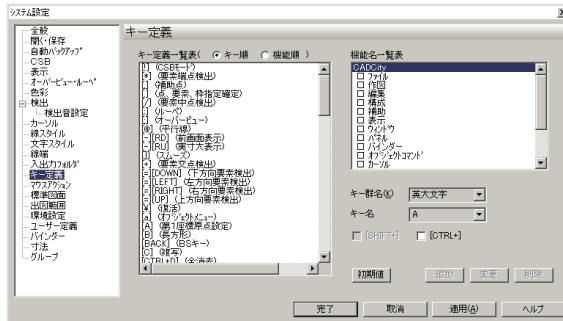 システム設定
全般
開く・保存
自動バックアップ
CSB
表示
オーバービュー・ルーペ
色彩
検出
検出音設定
カーソル
線スタイル
文字スタイル
線端
入出力フォルダ
キー定義
マウスアクション
標準図面
出図範囲
環境設定
ユーザー定義
バインダー
寸法
グループ
キー定義
キー定義一覧表( キー順 機能順 )
[!] (CSBモード)
[*] (要素端点検出)
[,] (補助点)
[.] (点、要素、枠指定確定)
[/] (要素中点検出)
[:] (ルーペ)
[;] (オーバービュー)
[@] (平行線)
[-][RD] (前画面表示)
[-][RU] (実寸大表示)
[]] (スムーズ)
[+] (要素交点検出)
[=][DOWN] (下方向要素検出)
[=][LEFT] (左方向要素検出)
[=][RIGHT] (右方向要素検出)
[=][UP] (上方向要素検出)
[¥] (復活)
[a] (オブジェクトメニュー)
[A] (第1座標原点設定)
[B] (長方形)
[BACK] (BSキー)
[C] (複写)
[CTRL+D] (全消去)
機能名一覧表
CADCity
ファイル
作図
編集
構成
補助
表示
ウィンドウ
パネル
バインダー
オブジェクトコマンド
カーソル
キー群名(K) 英大文字
キー名 A
[SHIFT+] [CTRL+]
初期値 追加 変更 削除
完了 取消 適用(A) ヘルプ